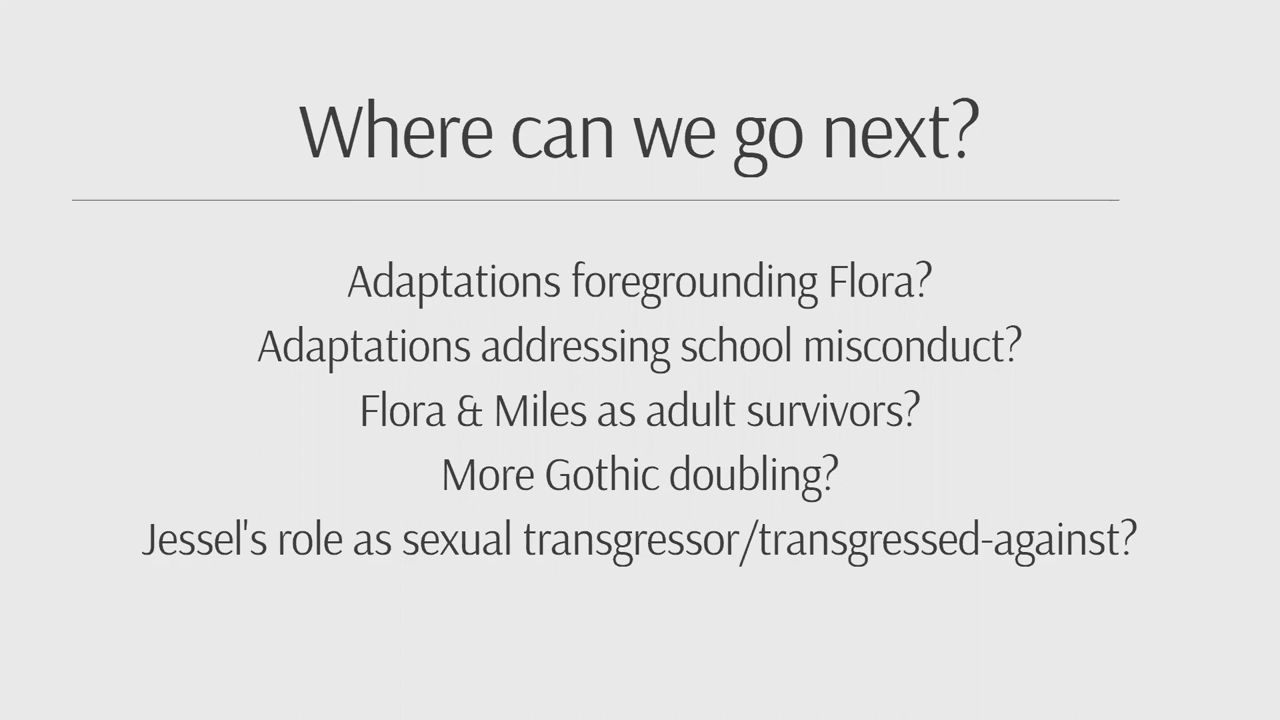 Where can we go next?
Adaptations foregrounding Flora?
Adaptations addressing school misconduct?
Flora & Miles as adult survivors?
More Gothic doubling?
Jessel's role as sexual transgressor/transgressed-against?